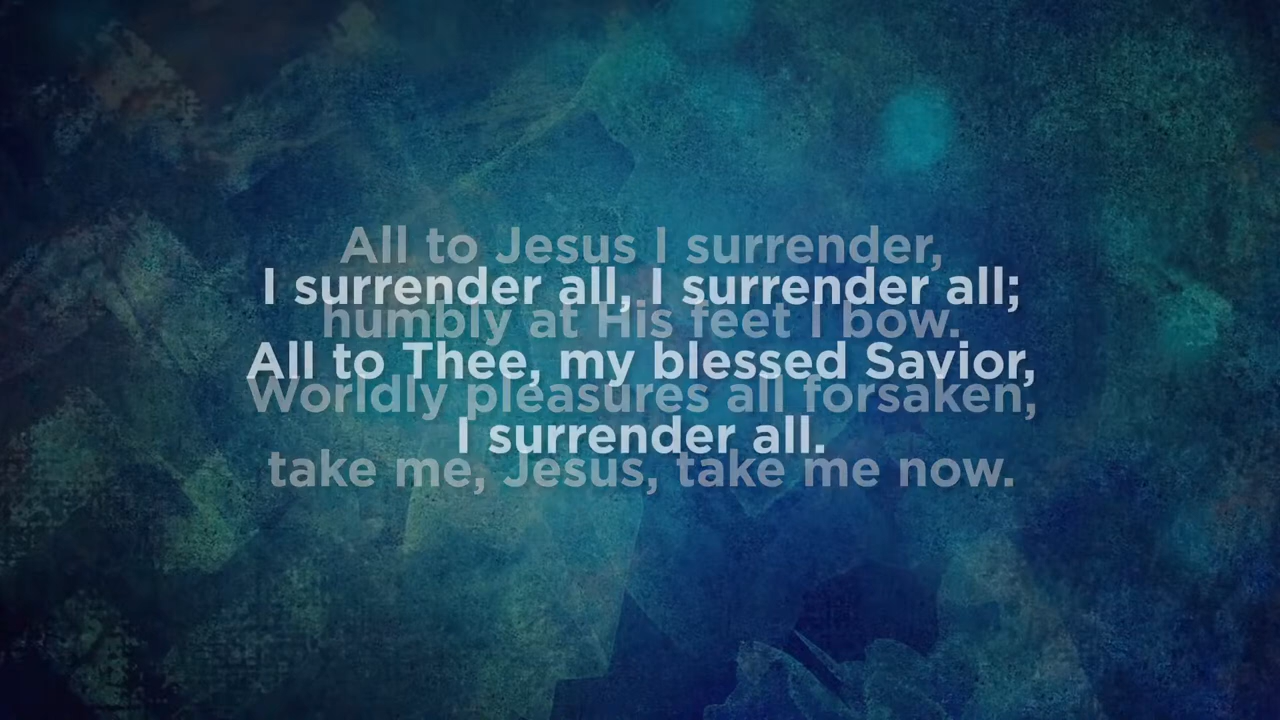 All to Jesus I surrender,
I surrender all, I surrender all;
humbly at His feet I bow.
All to Thee, my blessed Savior,
Worldly pleasures all forsaken,
I surrender all.
take me, Jesus, take me now.